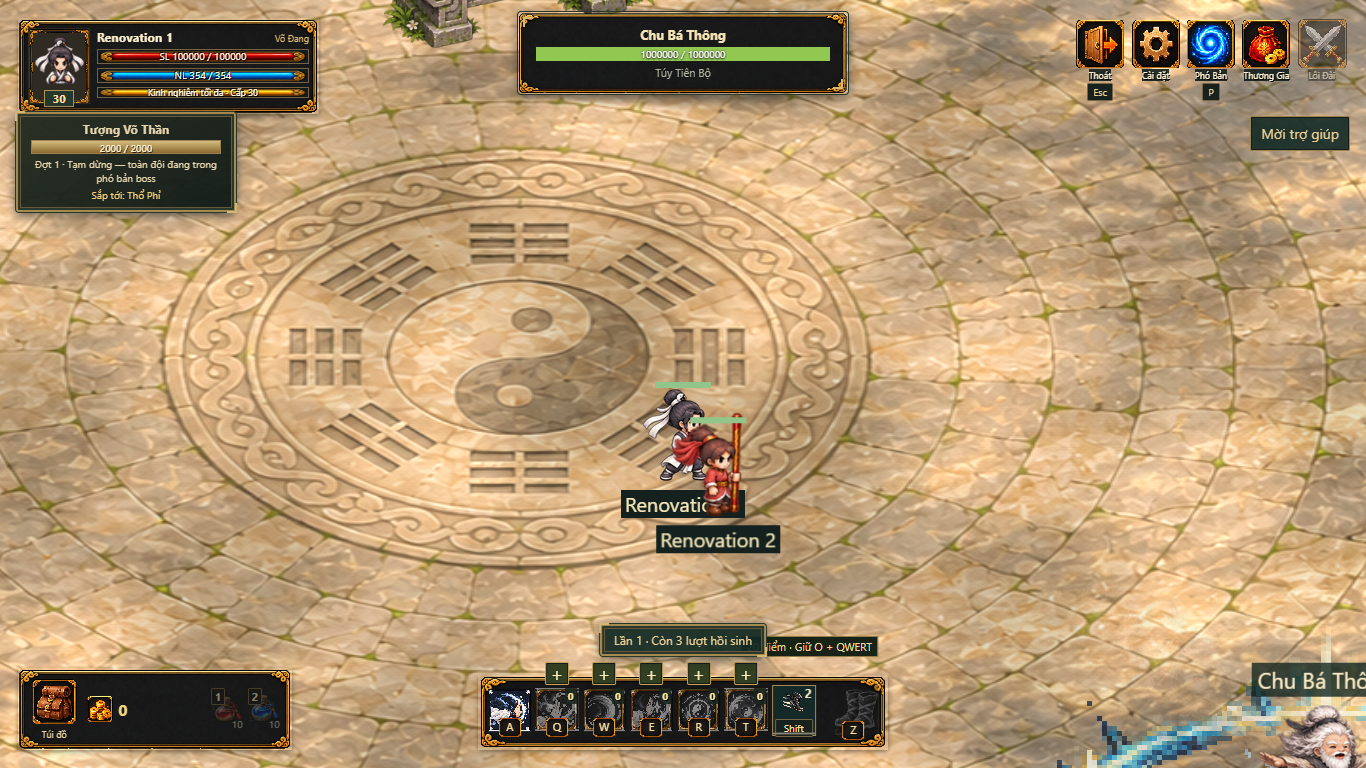 Renovation 1
Võ Đang
SL 100000 / 100000
NL 354 / 354
Kinh nghiệm tối đa · Cấp 30
30
Tượng Võ Thần
2000 / 2000
Đợt 1 · Tạm dừng — toàn đội đang trong
phó bản boss
Sắp tới: Thổ Phỉ
Chu Bá Thông
1000000 / 1000000
Túy Tiên Bộ
Thoát
Cài đặt
Phó Bản
Thương Gia
Lôi Đài
Esc
P
Mời trợ giúp
Renovatio
Renovation 2
Lần 1 · Còn 3 lượt hồi sinh
iểm · Giữ O + QWERT
Chu Bá Thô
Túi đồ
0
1
10
2
10
+ + + + +
0 0 0 0 0 2
A Q W E R T Shift Z